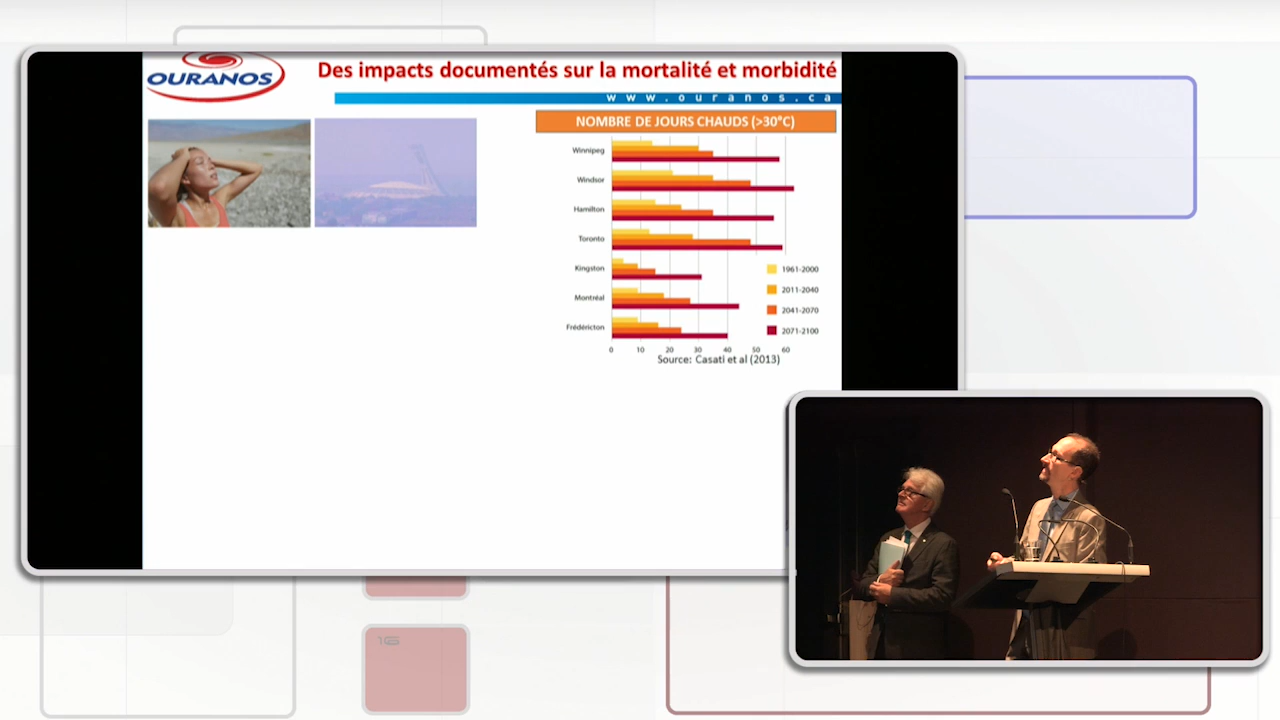 OURANOS
Des impacts documentés sur la mortalité et morbidité
www.ouranos.ca
NOMBRE DE JOURS CHAUDS (>30°C)
Winnipeg
Windsor
Hamilton
Toronto
Kingston
Montréal
Frédéricton
1961-2000
2011-2040
2041-2070
2071-2100
0 10 20 30 40 50 60
Source: Casati et al (2013)